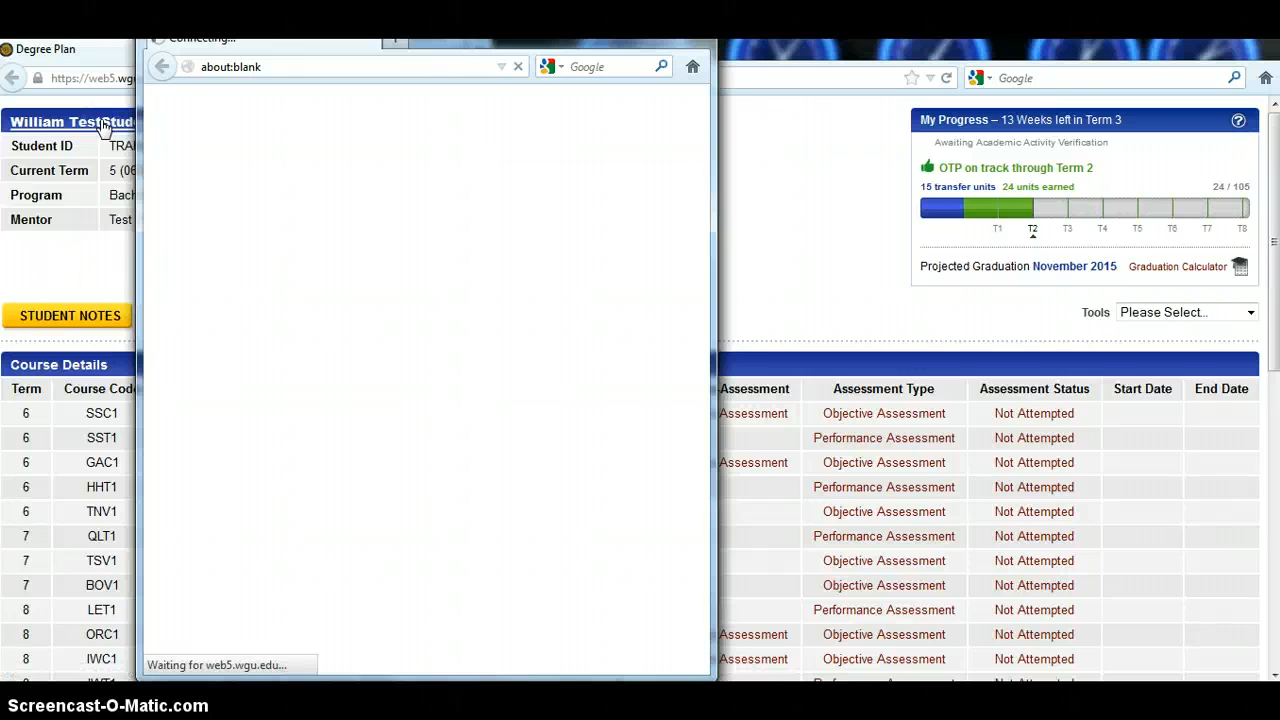 Degree Plan
Connecting...
https://web5.wgu
about:blank
Google
Google
William TestStude
Student ID TRAI
Current Term 5 (06
Program Bach
Mentor Test
My Progress – 13 Weeks left in Term 3
Awaiting Academic Activity Verification
OTP on track through Term 2
15 transfer units 24 units earned 24 / 105
T1 T2 T3 T4 T5 T6 T7 T8
Projected Graduation November 2015 Graduation Calculator
STUDENT NOTES
Tools Please Select...
Course Details
Term Course Code Assessment Assessment Type Assessment Status Start Date End Date
6 SSC1 Assessment Objective Assessment Not Attempted
6 SST1 Performance Assessment Not Attempted
6 GAC1 Assessment Objective Assessment Not Attempted
6 HHT1 Performance Assessment Not Attempted
6 TNV1 Objective Assessment Not Attempted
7 QLT1 Performance Assessment Not Attempted
7 TSV1 Objective Assessment Not Attempted
7 BOV1 Objective Assessment Not Attempted
8 LET1 Performance Assessment Not Attempted
8 ORC1 Assessment Objective Assessment Not Attempted
8 IWC1 Assessment Objective Assessment Not Attempted
Waiting for web5.wgu.edu...
Screencast-O-Matic.com